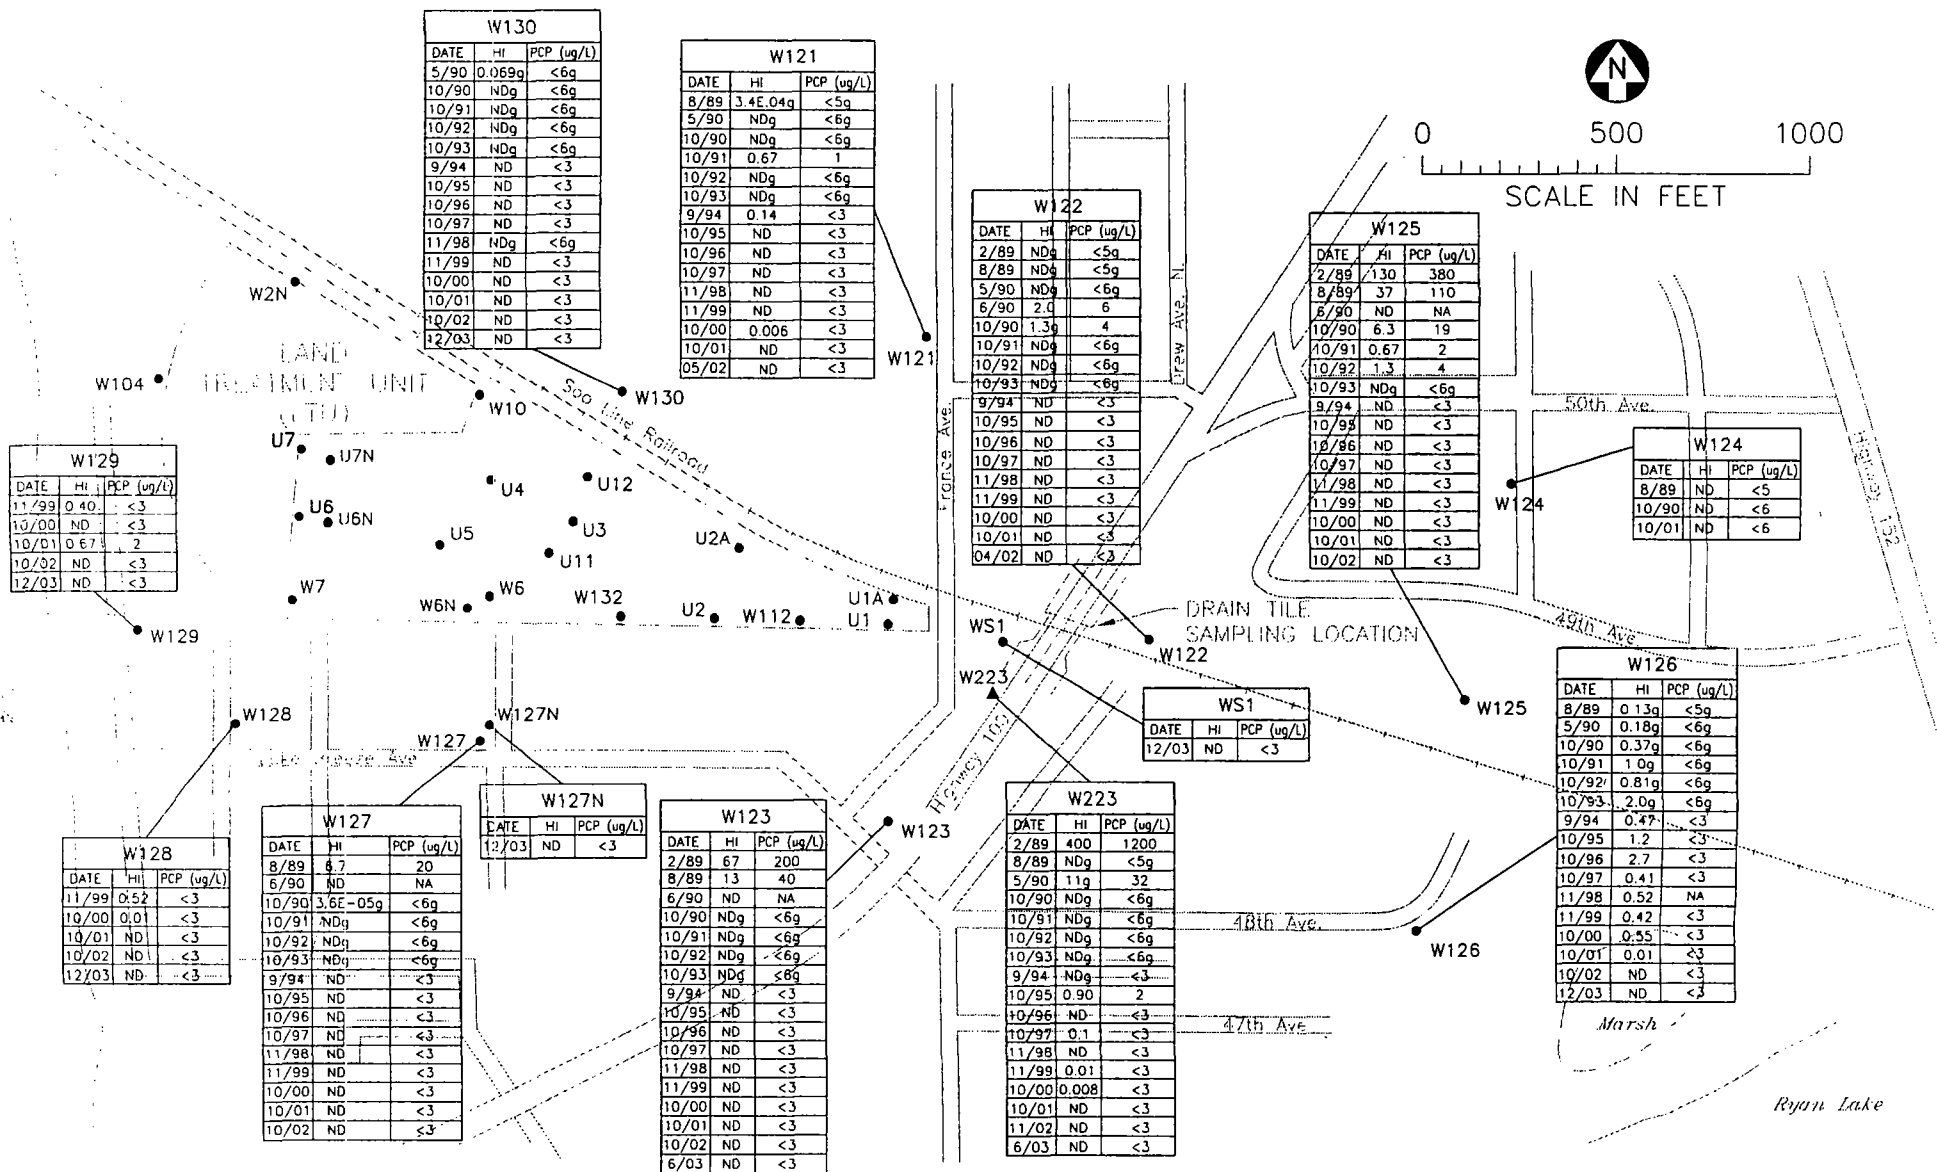 W130
DATE HI PCP (ug/L)
5/90 0.069g <6g
10/90 NDg <6g
10/91 NDg <6g
10/92 NDg <6g
10/93 NDg <6g
9/94 ND <3
10/95 ND <3
10/96 ND <3
10/97 ND <3
11/98 NDg <6g
11/99 ND <3
10/00 ND <3
10/01 ND <3
10/02 ND <3
12/03 ND <3
W121
DATE HI PCP (ug/L)
8/89 3.4E.04g <5g
5/90 NDg <6g
10/90 NDg <6g
10/91 0.67 1
10/92 NDg <6g
10/93 NDg <6g
9/94 0.14 <3
10/95 ND <3
10/96 ND <3
10/97 ND <3
11/98 ND <3
11/99 ND <3
10/00 0.006 <3
10/01 ND <3
05/02 ND <3
N
0 500 1000
SCALE IN FEET
W122
DATE HI PCP (ug/L)
2/89 NDg <5g
8/89 NDg <5g
5/90 NDg <6g
6/90 2.0 6
10/90 1.3g 4
10/91 NDg <6g
10/92 NDg <6g
10/93 NDg <6g
9/94 ND <3
10/95 ND <3
10/96 ND <3
10/97 ND <3
11/98 ND <3
11/99 ND <3
10/00 ND <3
10/01 ND <3
04/02 ND <3
W125
DATE HI PCP (ug/L)
2/89 130 380
8/89 37 110
6/90 ND NA
10/90 6.3 19
10/91 0.67 2
10/92 1.3 4
10/93 NDg <6g
9/94 ND <3
10/95 ND <3
10/96 ND <3
10/97 ND <3
11/98 ND <3
11/99 ND <3
10/00 ND <3
10/01 ND <3
10/02 ND <3
W2N
LAND
TREATMENT UNIT
(LTU)
W104
W10
W130
W121
Soo Line Railroad
France Ave.
Drew Ave. N.
50th Ave.
Highway 152
W124
DATE HI PCP (ug/L)
8/89 ND <5
10/90 ND <6
10/01 ND <6
W124
W129
DATE HI PCP (ug/L)
11/99 0.40 <3
10/00 ND <3
10/01 0.67 2
10/02 ND <3
12/03 ND <3
U7
U7N
U4
U12
U6
U6N
U5
U3
U11
U2A
W7
W6N
W6
W132
U2
W112
U1A
U1
W129
WS1
DRAIN TILE
SAMPLING LOCATION
W122
49th Ave
W223
W125
Highway 100
W128
W127N
W127
Lake Breeze Ave
WS1
DATE HI PCP (ug/L)
12/03 ND <3
W126
DATE HI PCP (ug/L)
8/89 0.13g <5g
5/90 0.18g <6g
10/90 0.37g <6g
10/91 1.0g <6g
10/92 0.81g <6g
10/93 2.0g <6g
9/94 0.47 <3
10/95 1.2 <3
10/96 2.7 <3
10/97 0.41 <3
11/98 0.52 NA
11/99 0.42 <3
10/00 0.55 <3
10/01 0.01 <3
10/02 ND <3
12/03 ND <3
W128
DATE HI PCP (ug/L)
11/99 0.52 <3
10/00 0.01 <3
10/01 ND <3
10/02 ND <3
12/03 ND <3
W127
DATE HI PCP (ug/L)
8/89 6.7 20
6/90 ND NA
10/90 3.6E-05g <6g
10/91 NDg <6g
10/92 NDg <6g
10/93 NDg <6g
9/94 ND <3
10/95 ND <3
10/96 ND <3
10/97 ND <3
11/98 ND <3
11/99 ND <3
10/00 ND <3
10/01 ND <3
10/02 ND <3
W127N
DATE HI PCP (ug/L)
12/03 ND <3
W123
DATE HI PCP (ug/L)
2/89 67 200
8/89 13 40
6/90 ND NA
10/90 NDg <6g
10/91 NDg <6g
10/92 NDg <6g
10/93 NDg <6g
9/94 ND <3
10/95 ND <3
10/96 ND <3
10/97 ND <3
11/98 ND <3
11/99 ND <3
10/00 ND <3
10/01 ND <3
10/02 ND <3
6/03 ND <3
W123
W223
DATE HI PCP (ug/L)
2/89 400 1200
8/89 NDg <5g
5/90 11g 32
10/90 NDg <6g
10/91 NDg <6g
10/92 NDg <6g
10/93 NDg <6g
9/94 NDg <3
10/95 0.90 2
10/96 ND <3
10/97 0.1 <3
11/98 ND <3
11/99 0.01 <3
10/00 0.008 <3
10/01 ND <3
11/02 ND <3
6/03 ND <3
48th Ave.
W126
47th Ave
Marsh
Ryan Lake